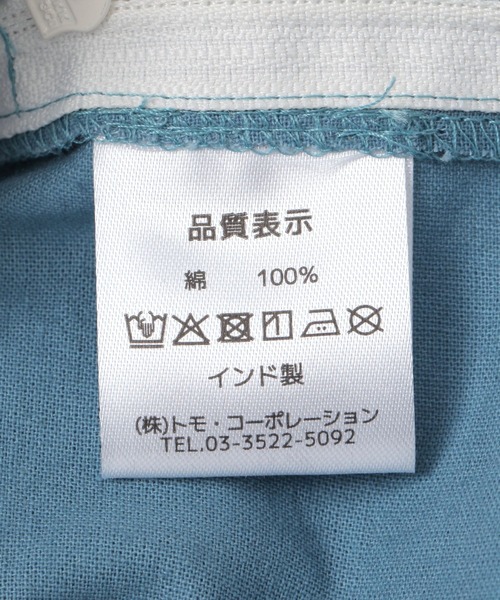 品質表示
綿 100%
インド製
(株)トモ・コーポレーション
TEL.03-3522-5092